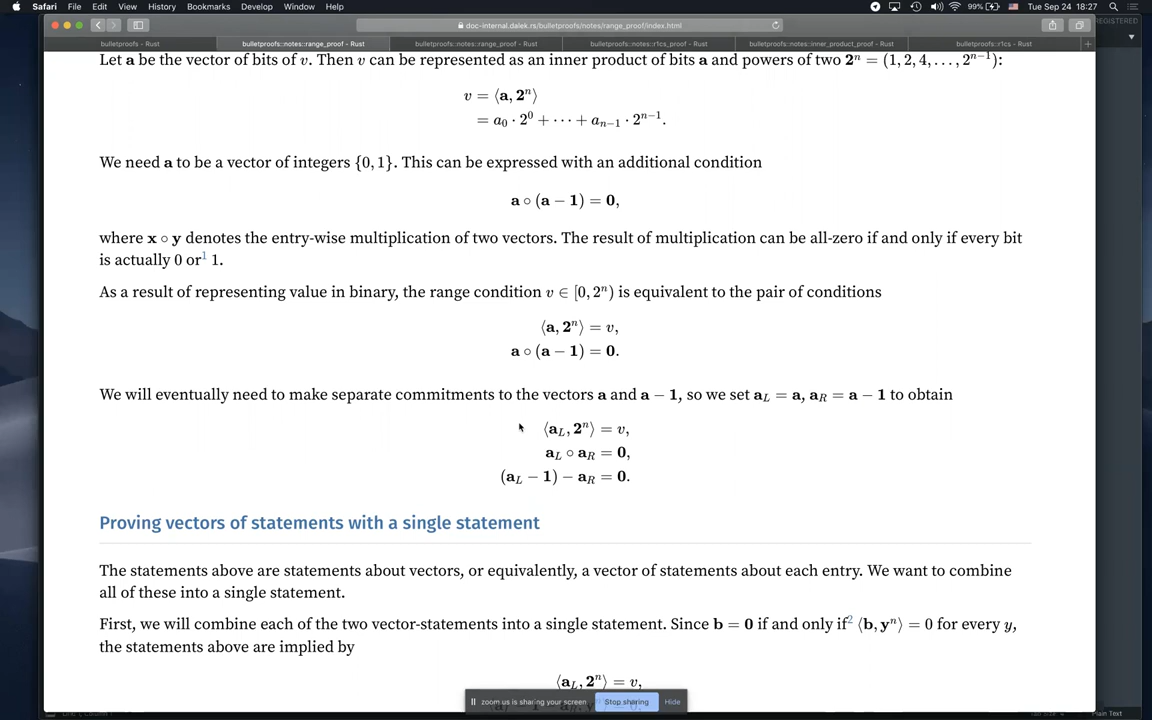 Safari File Edit View History Bookmarks Develop Window Help 99% Tue Sep 24 18:27
doc-internal.dalek.rs/bulletproofs/notes/range_proof/index.html
REGISTERED
bulletproofs - Rust bulletproofs::notes::range_proof - Rust bulletproofs::notes::range_proof - Rust bulletproofs::notes::r1cs_proof - Rust bulletproofs::notes::inner_product_proof - Rust bulletproofs::r1cs - Rust
Let a be the vector of bits of v. Then v can be represented as an inner product of bits a and powers of two 2ⁿ = (1, 2, 4, . . . , 2ⁿ⁻¹):
v = ⟨a, 2ⁿ⟩
= a₀ · 2⁰ + ⋯ + aₙ₋₁ · 2ⁿ⁻¹.
We need a to be a vector of integers {0, 1}. This can be expressed with an additional condition
a ∘ (a − 1) = 0,
where x ∘ y denotes the entry-wise multiplication of two vectors. The result of multiplication can be all-zero if and only if every bit
is actually 0 or¹ 1.
As a result of representing value in binary, the range condition v ∈ [0, 2ⁿ) is equivalent to the pair of conditions
⟨a, 2ⁿ⟩ = v,
a ∘ (a − 1) = 0.
We will eventually need to make separate commitments to the vectors a and a − 1, so we set a_L = a, a_R = a − 1 to obtain
⟨a_L, 2ⁿ⟩ = v,
a_L ∘ a_R = 0,
(a_L − 1) − a_R = 0.
Proving vectors of statements with a single statement
The statements above are statements about vectors, or equivalently, a vector of statements about each entry. We want to combine
all of these into a single statement.
First, we will combine each of the two vector-statements into a single statement. Since b = 0 if and only if² ⟨b, yⁿ⟩ = 0 for every y,
the statements above are implied by
⟨a_L, 2ⁿ⟩ = v,
zoom.us is sharing your screen Stop sharing Hide
Plain Text